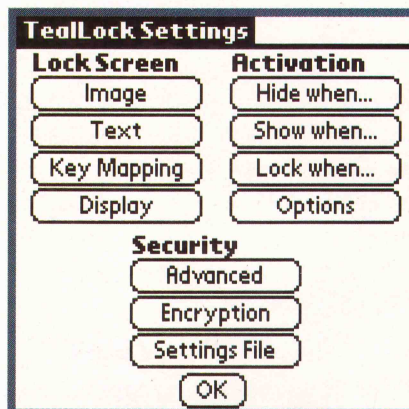 TealLock Settings
Lock Screen
Image
Text
Key Mapping
Display
Activation
Hide when...
Show when...
Lock when...
Options
Security
Advanced
Encryption
Settings File
OK